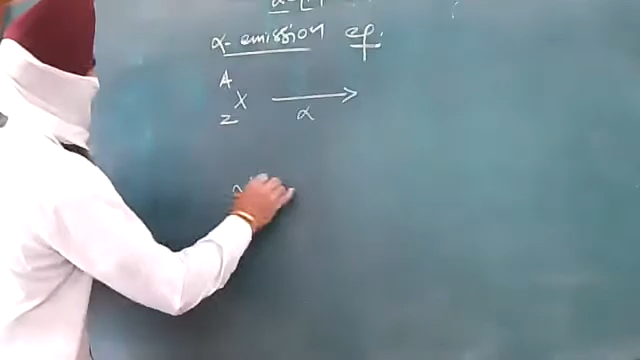 α- emission eq.
A
X
Z
α